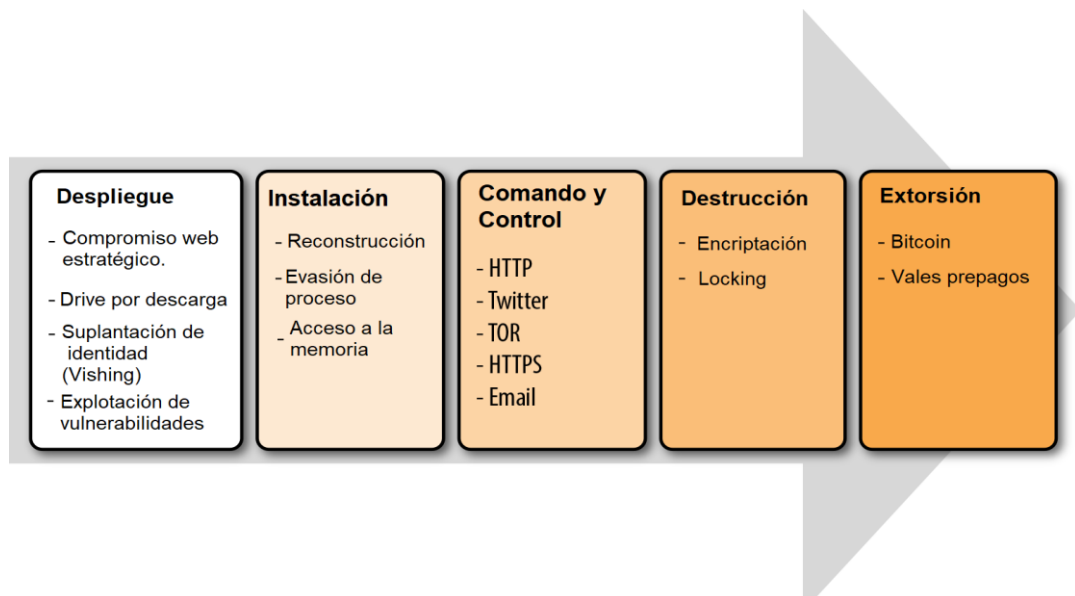 Despliegue
- Compromiso web
estratégico.
- Drive por descarga
- Suplantación de
identidad
(Vishing)
- Explotación de
vulnerabilidades
Instalación
- Reconstrucción
- Evasión de
proceso
- Acceso a la
memoria
Comando y
Control
- HTTP
- Twitter
- TOR
- HTTPS
- Email
Destrucción
- Encriptación
- Locking
Extorsión
- Bitcoin
- Vales prepagos